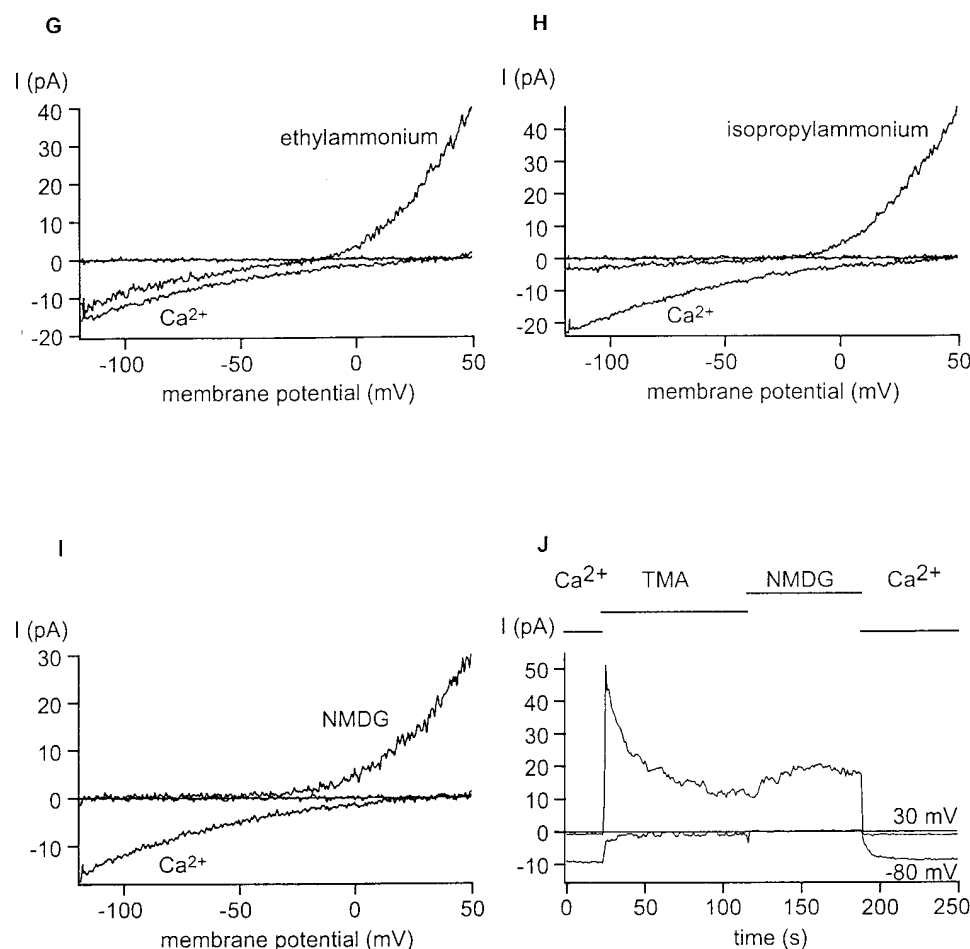 G
I (pA)
40
30
20
10
0
-10
-20
ethylammonium
Ca2+
-100
-50
0
50
membrane potential (mV)
H
I (pA)
40
30
20
10
0
-10
-20
isopropylammonium
Ca2+
-100
-50
0
50
membrane potential (mV)
I
I (pA)
30
20
10
0
-10
NMDG
Ca2+
-100
-50
0
50
membrane potential (mV)
J
Ca2+ TMA NMDG Ca2+
I (pA)
50
40
30
20
10
0
-10
30 mV
-80 mV
0
50
100
150
200
250
time (s)